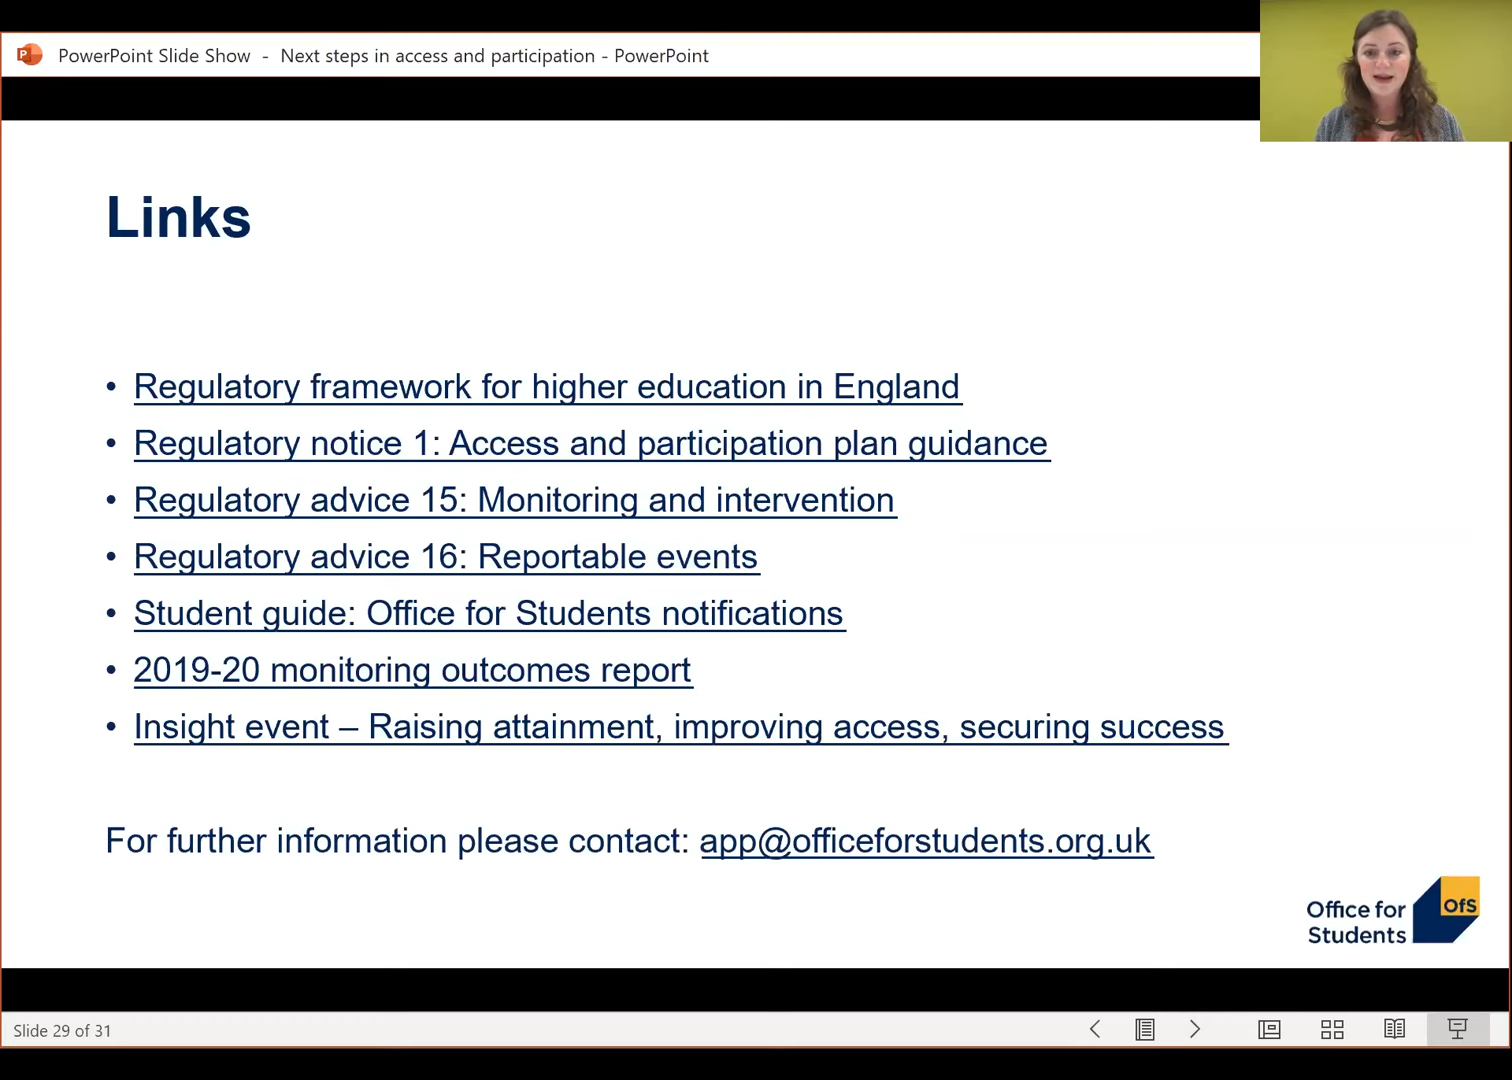 PowerPoint Slide Show - Next steps in access and participation - PowerPoint
Links
• Regulatory framework for higher education in England
• Regulatory notice 1: Access and participation plan guidance
• Regulatory advice 15: Monitoring and intervention
• Regulatory advice 16: Reportable events
• Student guide: Office for Students notifications
• 2019-20 monitoring outcomes report
• Insight event – Raising attainment, improving access, securing success
For further information please contact: app@officeforstudents.org.uk
Office for
Students
OfS
Slide 29 of 31